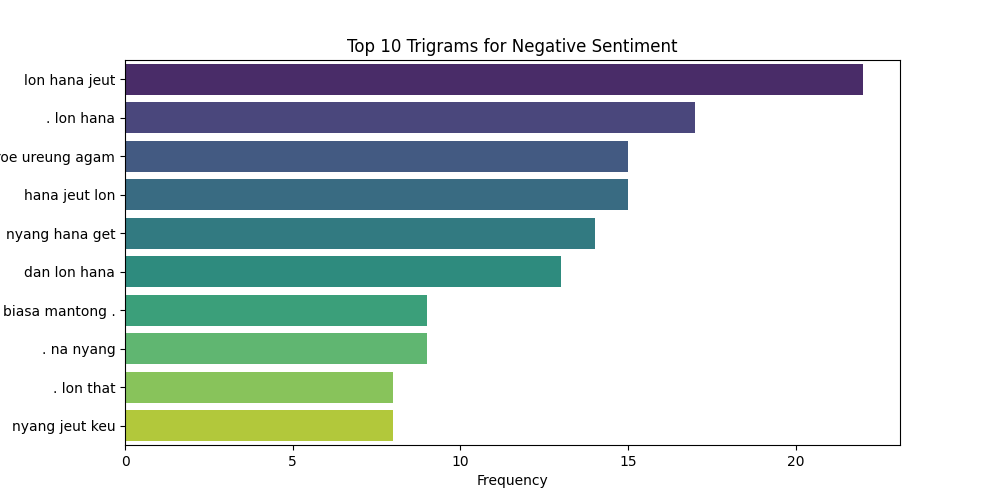 Top 10 Trigrams for Negative Sentiment
lon hana jeut
. lon hana
ureung agam
hana jeut lon
nyang hana get
dan lon hana
biasa mantong .
. na nyang
. lon that
nyang jeut keu
0 5 10 15 20
Frequency